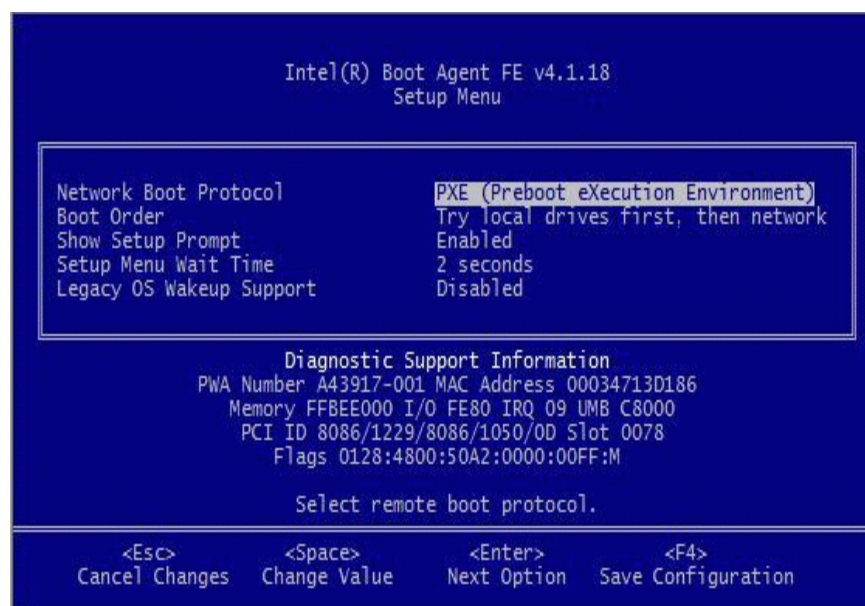 Intel(R) Boot Agent FE v4.1.18
Setup Menu
Network Boot Protocol PXE (Preboot eXecution Environment)
Boot Order Try local drives first, then network
Show Setup Prompt Enabled
Setup Menu Wait Time 2 seconds
Legacy OS Wakeup Support Disabled
Diagnostic Support Information
PWA Number A43917-001 MAC Address 00034713D186
Memory FFBEE000 I/O FE80 IRQ 09 UMB C8000
PCI ID 8086/1229/8086/1050/0D Slot 0078
Flags 0128:4800:50A2:0000:00FF:M
Select remote boot protocol.
<Esc> <Space> <Enter> <F4>
Cancel Changes Change Value Next Option Save Configuration